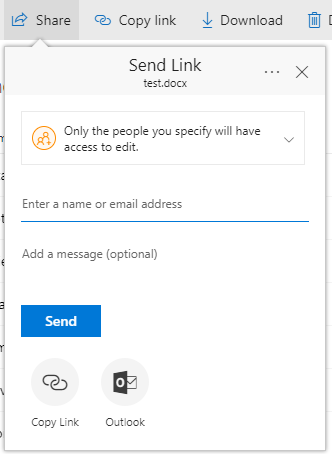 Share Copy link Download
Send Link
test.docx
Only the people you specify will have
access to edit.
Enter a name or email address
Add a message (optional)
Send
Copy Link Outlook